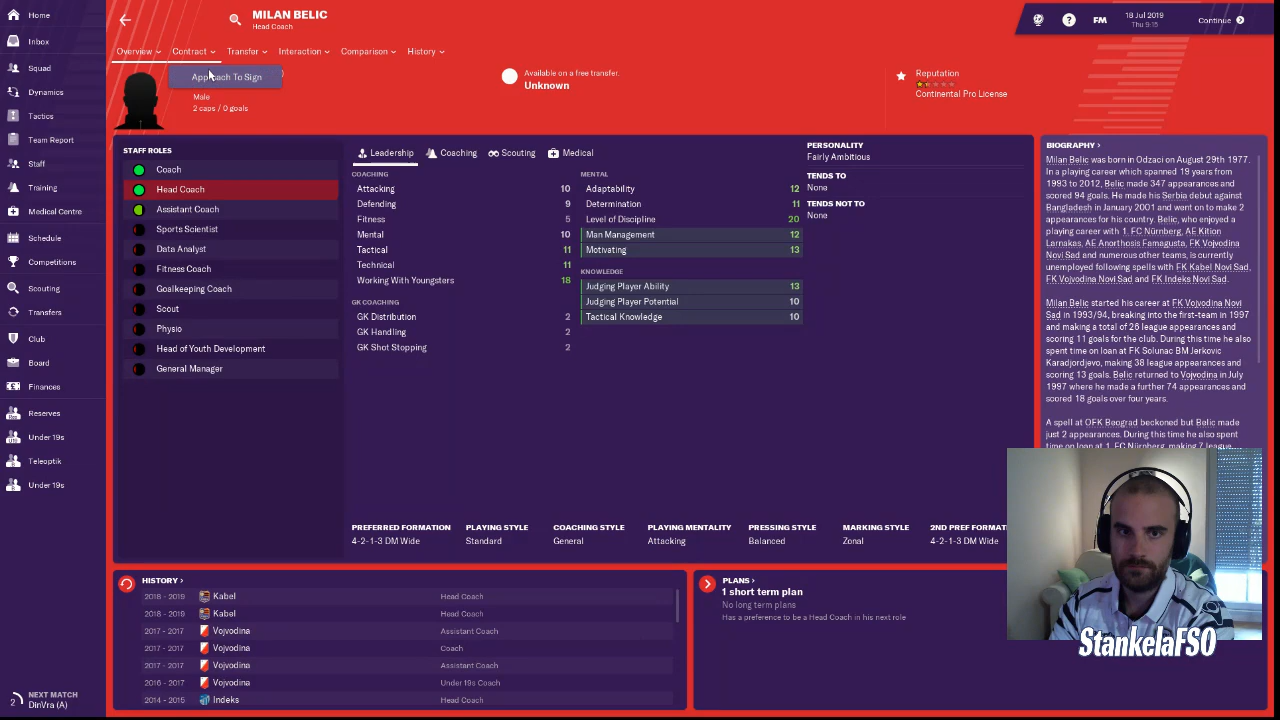 Home
Inbox
Squad
Dynamics
Tactics
Team Report
Staff
Training
Medical Centre
Schedule
Competitions
Scouting
Transfers
Club
Board
Finances
Reserves
Under 19s
Teleoptik
Under 19s
2
NEXT MATCH
DinVra (A)
MILAN BELIC
Head Coach
FM
18 Jul 2019
Thu 9:15
Continue
Overview
Contract
Transfer
Interaction
Comparison
History
Approach To Sign
Male
2 caps / 0 goals
Available on a free transfer.
Unknown
Reputation
Continental Pro License
STAFF ROLES
Coach
Head Coach
Assistant Coach
Sports Scientist
Data Analyst
Fitness Coach
Goalkeeping Coach
Scout
Physio
Head of Youth Development
General Manager
Leadership
Coaching
Scouting
Medical
COACHING
Attacking 10
Defending 9
Fitness 5
Mental 10
Tactical 11
Technical 11
Working With Youngsters 18
GK COACHING
GK Distribution 2
GK Handling 2
GK Shot Stopping 2
MENTAL
Adaptability 12
Determination 11
Level of Discipline 20
Man Management 12
Motivating 13
KNOWLEDGE
Judging Player Ability 13
Judging Player Potential 10
Tactical Knowledge 10
PERSONALITY
Fairly Ambitious
TENDS TO
None
TENDS NOT TO
None
PREFERRED FORMATION
4-2-1-3 DM Wide
PLAYING STYLE
Standard
COACHING STYLE
General
PLAYING MENTALITY
Attacking
PRESSING STYLE
Balanced
MARKING STYLE
Zonal
2ND PREF FORMAT
4-2-1-3 DM Wide
BIOGRAPHY >
Milan Belic was born in Odzaci on August 29th 1977.
In a playing career which spanned 19 years from
1993 to 2012, Belic made 347 appearances and
scored 94 goals. He made his Serbia debut against
Bangladesh in January 2001 and went on to make 2
appearances for his country. Belic, who enjoyed a
playing career with 1. FC Nürnberg, AE Kition
Larnakas, AE Anorthosis Famagusta, FK Vojvodina
Novi Sad and numerous other teams, is currently
unemployed following spells with FK Kabel Novi Sad,
FK Vojvodina Novi Sad and FK Indeks Novi Sad.
Milan Belic started his career at FK Vojvodina Novi
Sad in 1993/94, breaking into the first-team in 1997
and making a total of 26 league appearances and
scoring 11 goals for the club. During this time he also
spent time on loan at FK Solunac BM Jerkovic
Karadjordjevo, making 38 league appearances and
scoring 13 goals. Belic returned to Vojvodina in July
1997 where he made a further 74 appearances and
scored 18 goals over four years.
A spell at OFK Beograd beckoned but Belic made
just 2 appearances. During this time he also spent
time on loan at 1. FC Nürnberg, making 7 league
HISTORY >
2018 - 2019 Kabel Head Coach
2018 - 2019 Kabel Head Coach
2017 - 2017 Vojvodina Assistant Coach
2017 - 2017 Vojvodina Coach
2017 - 2017 Vojvodina Assistant Coach
2016 - 2017 Vojvodina Under 19s Coach
2014 - 2015 Indeks Head Coach
PLANS >
1 short term plan
No long term plans
Has a preference to be a Head Coach in his next role
StankelaFSO